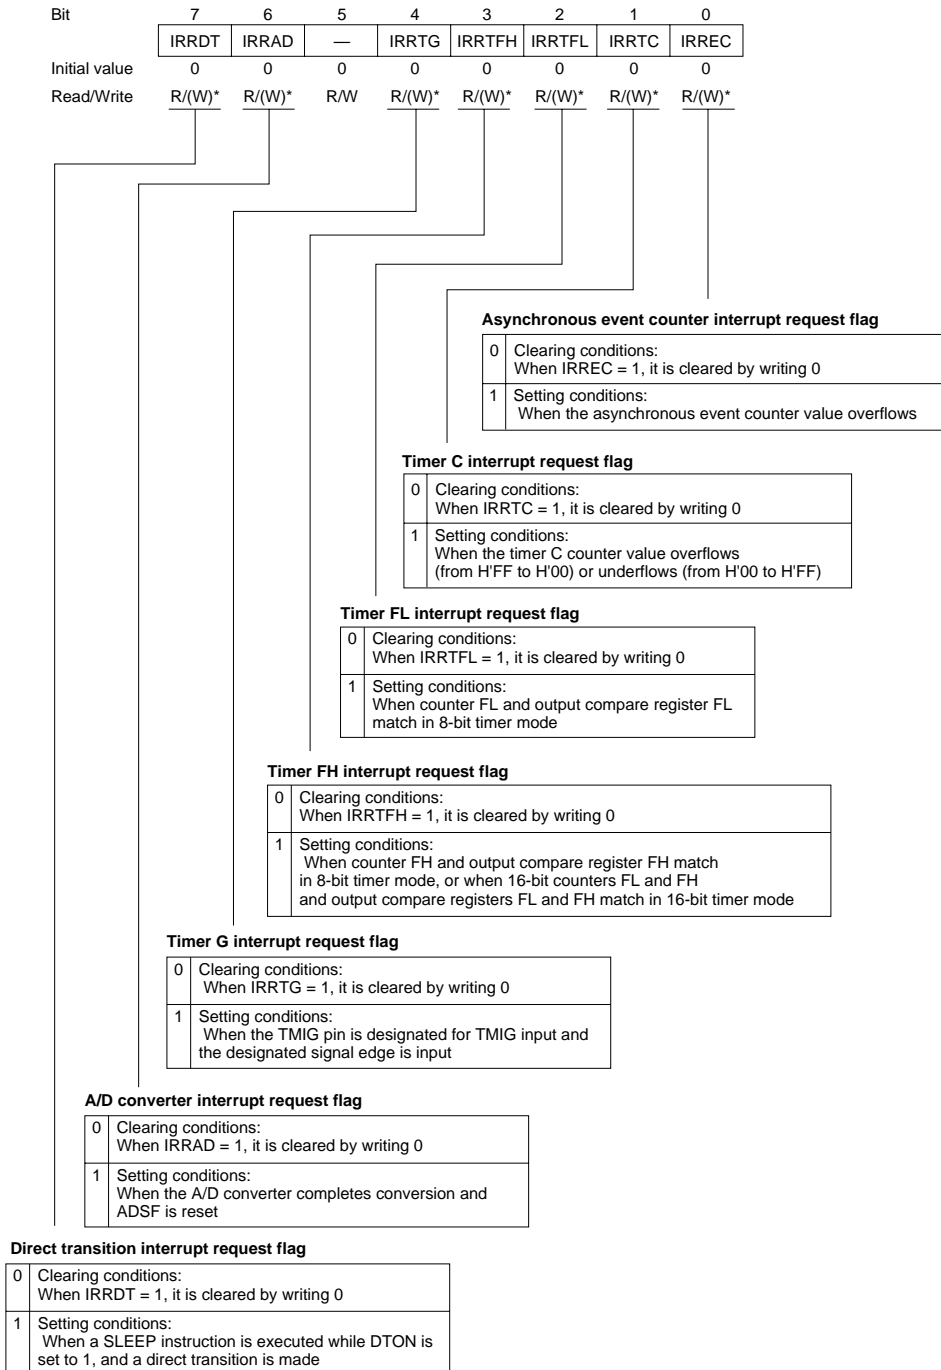 Bit 7 6 5 4 3 2 1 0
IRRDT IRRAD — IRRTG IRRTFH IRRTFL IRRTC IRREC
Initial value 0 0 0 0 0 0 0 0
Read/Write R/(W)* R/(W)* R/W R/(W)* R/(W)* R/(W)* R/(W)* R/(W)*
Asynchronous event counter interrupt request flag
0 Clearing conditions:
When IRREC = 1, it is cleared by writing 0
1 Setting conditions:
When the asynchronous event counter value overflows
Timer C interrupt request flag
0 Clearing conditions:
When IRRTC = 1, it is cleared by writing 0
1 Setting conditions:
When the timer C counter value overflows
(from H'FF to H'00) or underflows (from H'00 to H'FF)
Timer FL interrupt request flag
0 Clearing conditions:
When IRRTFL = 1, it is cleared by writing 0
1 Setting conditions:
When counter FL and output compare register FL
match in 8-bit timer mode
Timer FH interrupt request flag
0 Clearing conditions:
When IRRTFH = 1, it is cleared by writing 0
1 Setting conditions:
When counter FH and output compare register FH match
in 8-bit timer mode, or when 16-bit counters FL and FH
and output compare registers FL and FH match in 16-bit timer mode
Timer G interrupt request flag
0 Clearing conditions:
When IRRTG = 1, it is cleared by writing 0
1 Setting conditions:
When the TMIG pin is designated for TMIG input and
the designated signal edge is input
A/D converter interrupt request flag
0 Clearing conditions:
When IRRAD = 1, it is cleared by writing 0
1 Setting conditions:
When the A/D converter completes conversion and
ADSF is reset
Direct transition interrupt request flag
0 Clearing conditions:
When IRRDT = 1, it is cleared by writing 0
1 Setting conditions:
When a SLEEP instruction is executed while DTON is
set to 1, and a direct transition is made